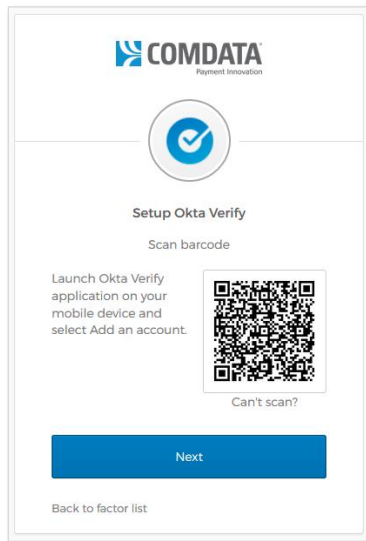 COMDATA
Payment Innovation
Setup Okta Verify
Scan barcode
Launch Okta Verify
application on your
mobile device and
select Add an account.
Can't scan?
Next
Back to factor list